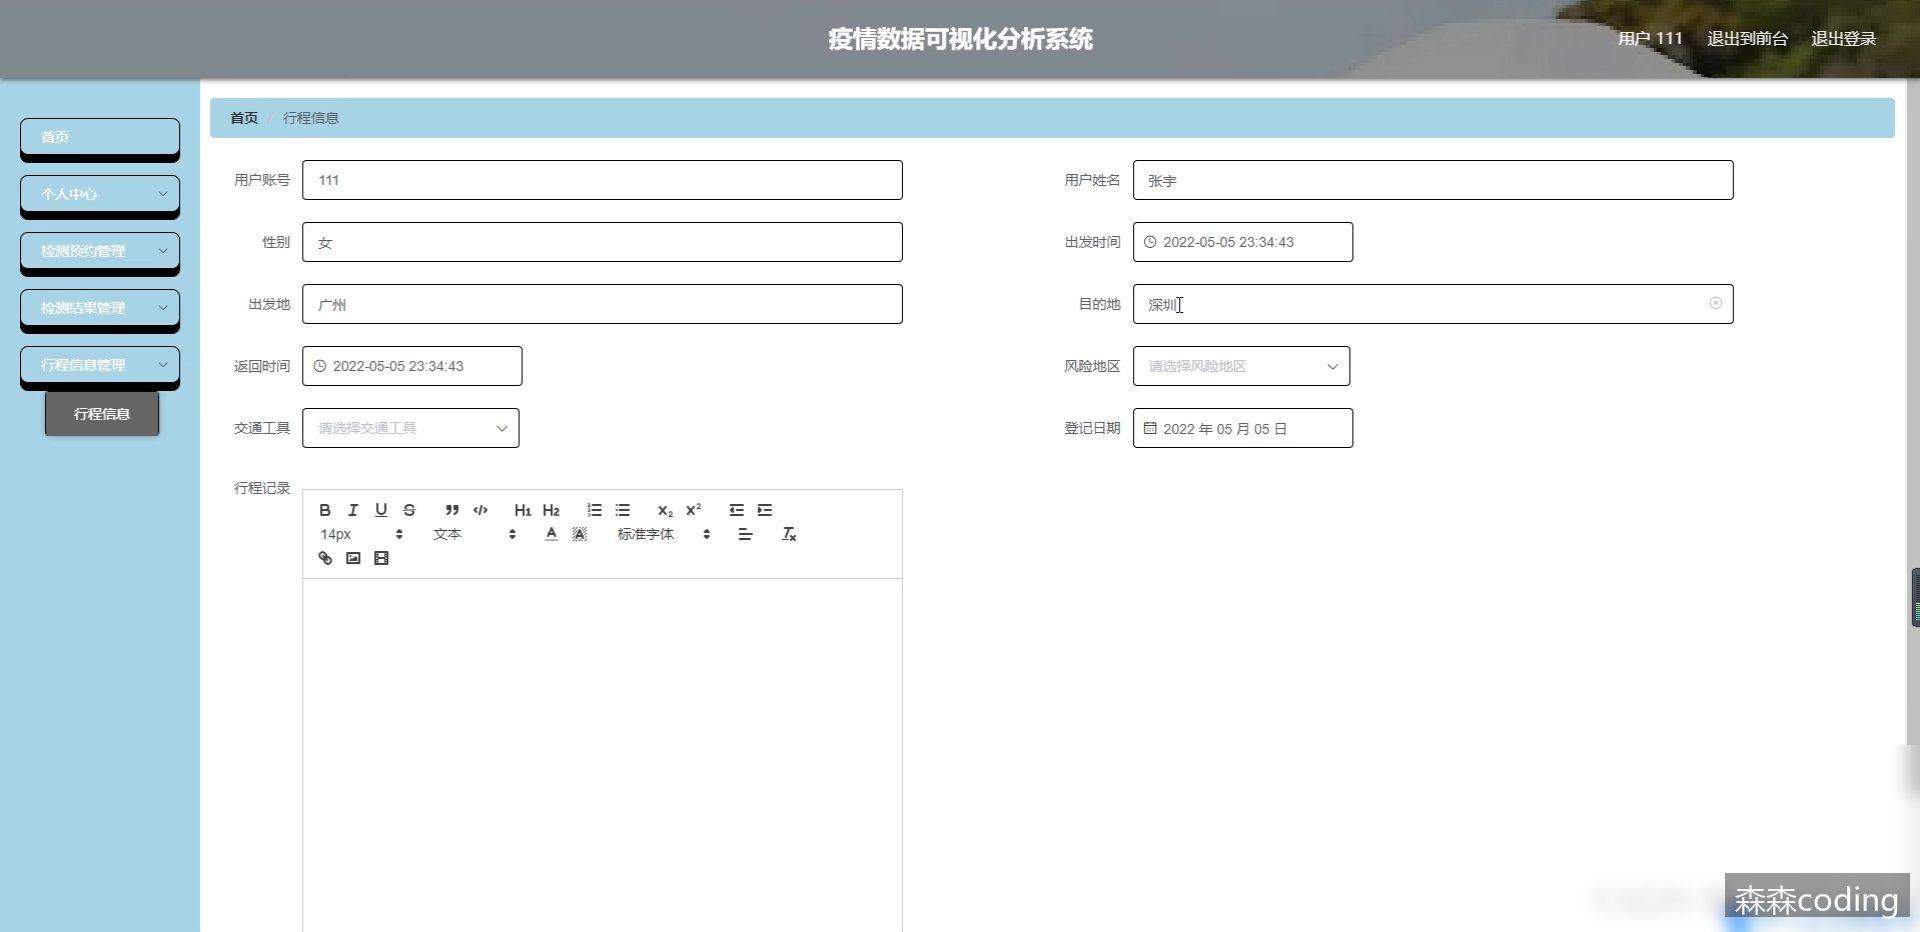 疫情数据可视化分析系统
用户 111 退出到前台 退出登录
首页
个人中心
检测预约管理
检测结果管理
行程信息管理
行程信息
首页 / 行程信息
用户账号 111
用户姓名 张宇
性别 女
出发时间 2022-05-05 23:34:43
出发地 广州
目的地 深圳
返回时间 2022-05-05 23:34:43
风险地区 请选择风险地区
交通工具 请选择交通工具
登记日期 2022 年 05 月 05 日
行程记录
B I U S H1 H2 X2 X2
14px 文本 A A 标准字体 Tx
森森coding